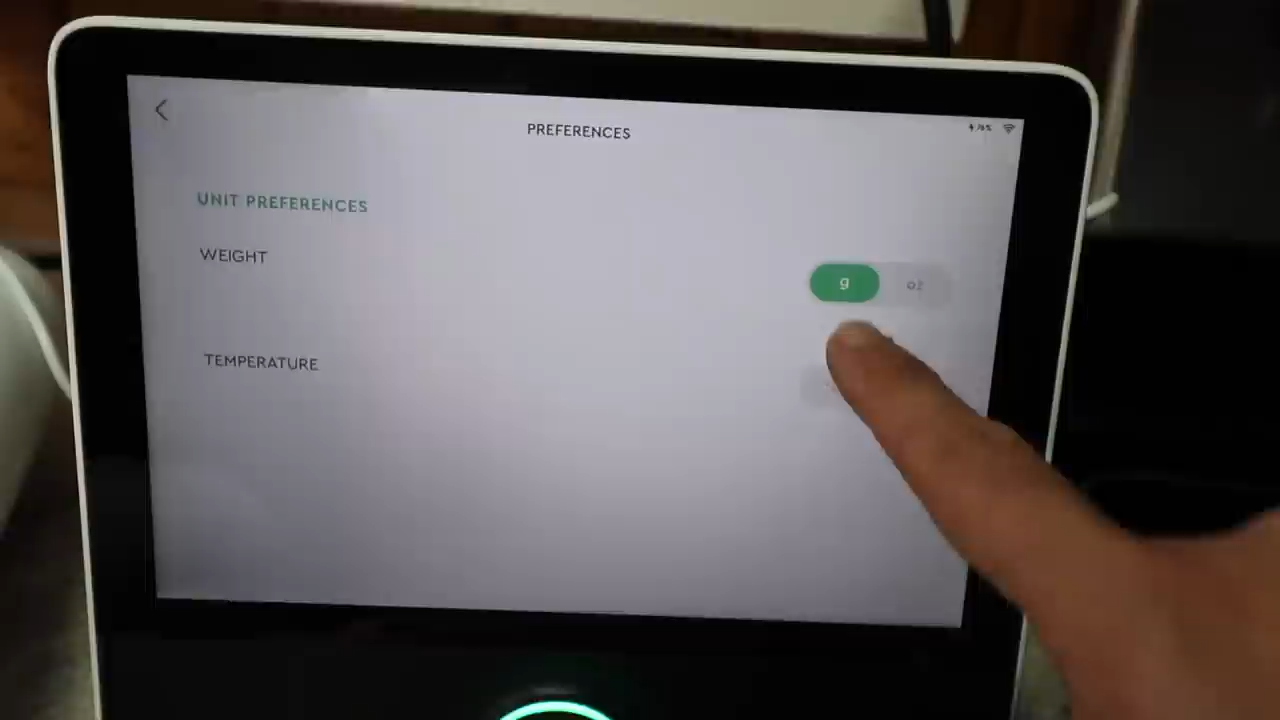 PREFERENCES
UNIT PREFERENCES
WEIGHT
g oz
TEMPERATURE